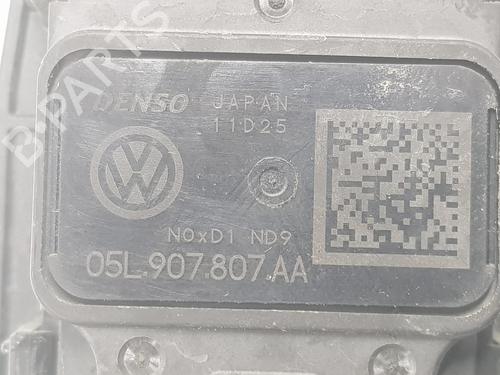 DENSO JAPAN
11D25
NOxD1 ND9
05L.907.807.AA
B-PARTS